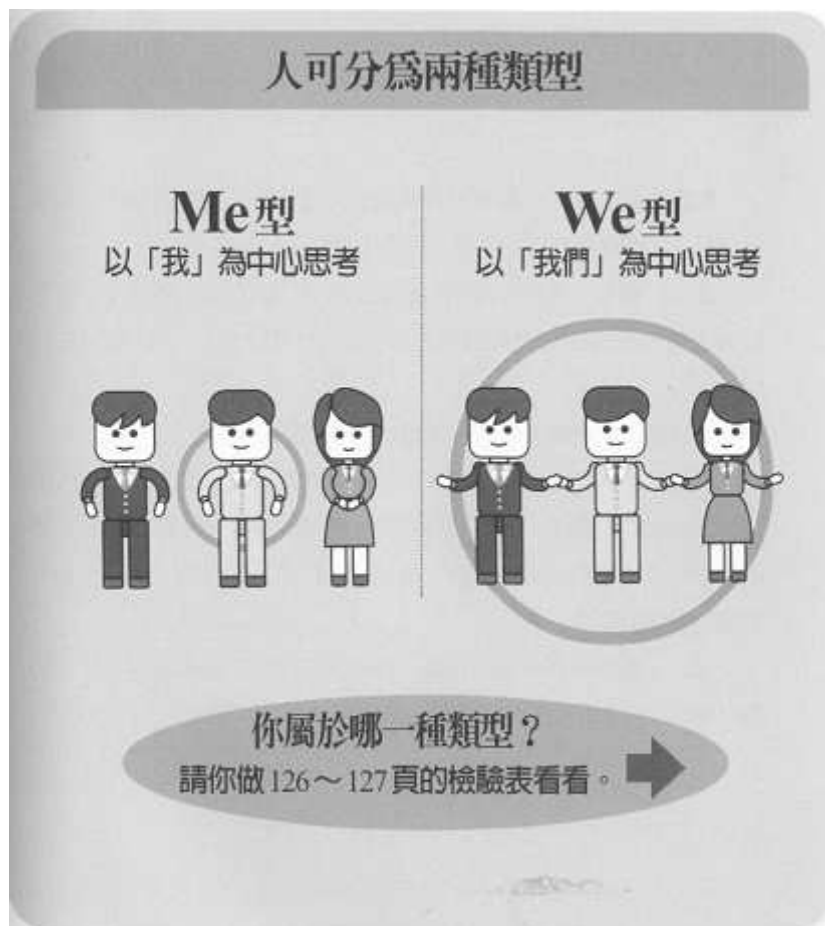 人可分爲兩種類型
Me型
以「我」為中心思考
We型
以「我們」為中心思考
你屬於哪一種類型？
請你做126～127頁的檢驗表看看。